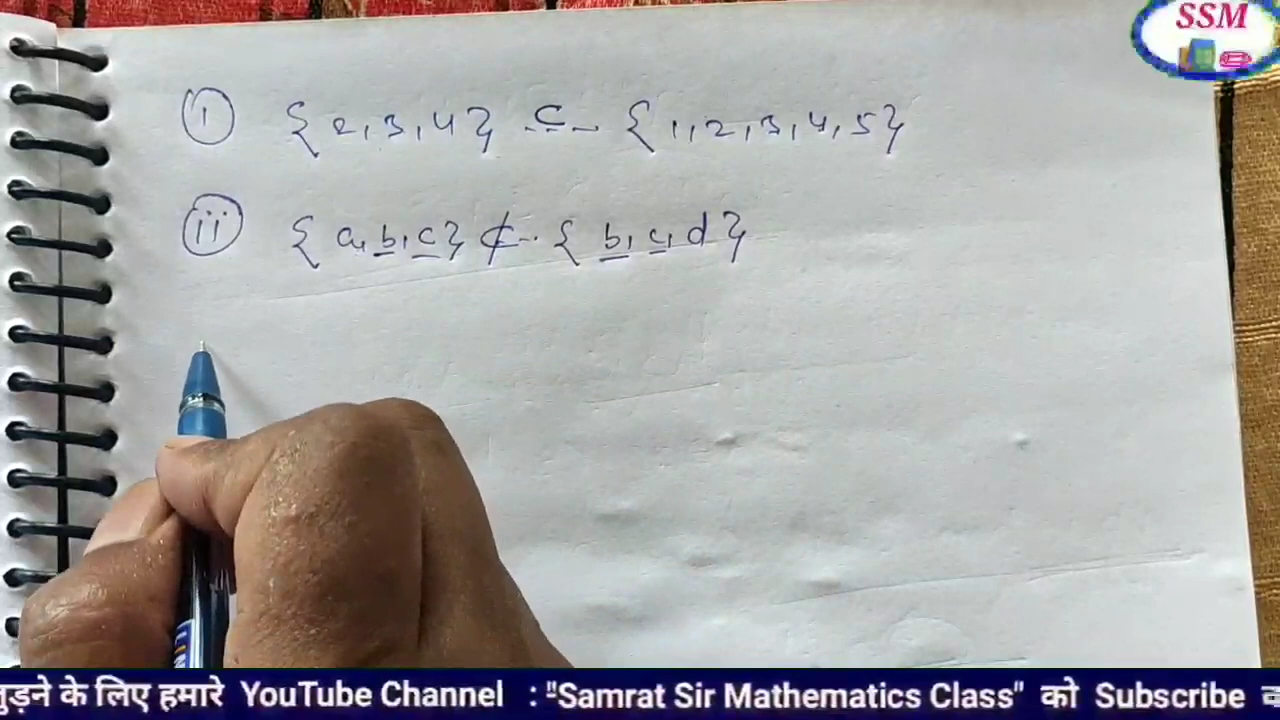 SSM
(i) {2,3,4} ..⊂.. {1,2,3,4,5}
(ii) {a,b,c} ⊄.. {b,c,d}
जुड़ने के लिए हमारे YouTube Channel : "Samrat Sir Mathematics Class" को Subscribe